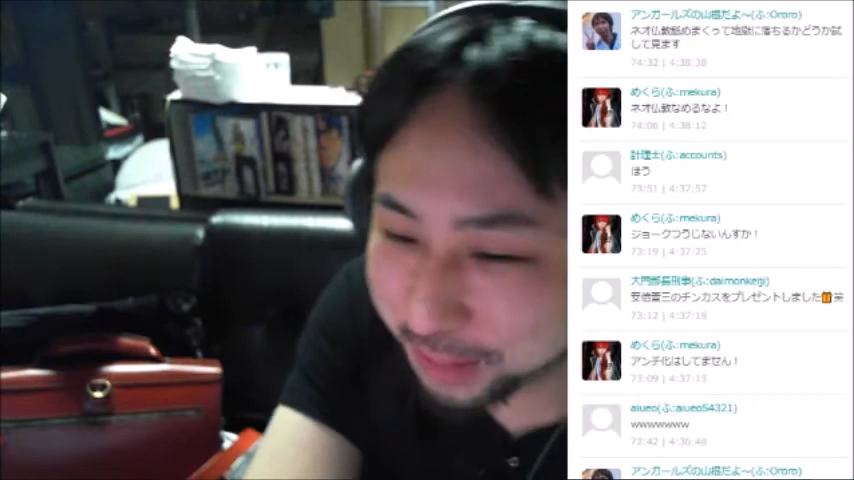 アンガールズの山根だよ〜(ふ:Ororo)
ネオ仏教舐めまくって地獄に落ちるかどうか試
して見ます
74:32 | 4:38:38
めくら(ふ:mekura)
ネオ仏教なめるなよ！
74:06 | 4:38:12
計理士(ふ:accounts)
ほう
73:51 | 4:37:57
めくら(ふ:mekura)
ジョークつうじないんすか！
73:19 | 4:37:25
大門部長刑事(ふ:daimonkeiji)
安倍晋三のチンカスをプレゼントしました🎁笑
73:12 | 4:37:18
めくら(ふ:mekura)
アンチ化はしてません！
73:09 | 4:37:15
aiueo(ふ:aiueo54321)
wwwwwww
72:42 | 4:36:48
アンガールズの山根だよ〜(ふ:Ororo)